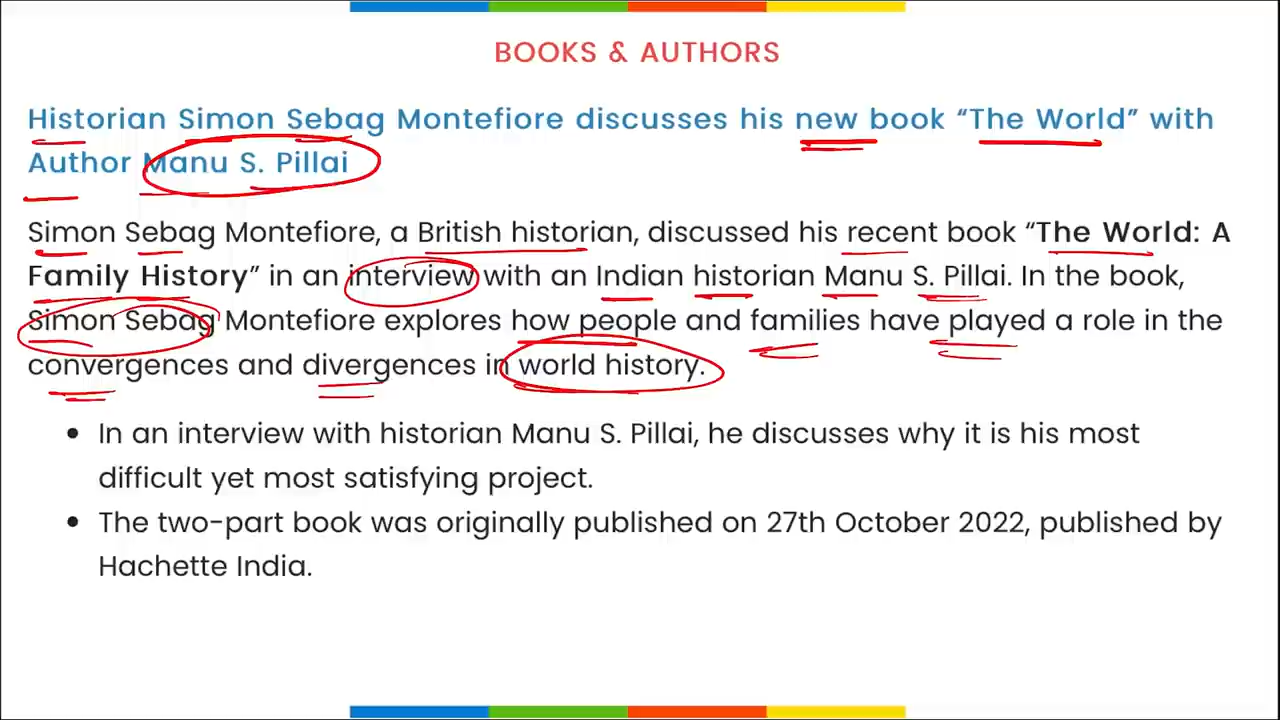 BOOKS & AUTHORS
Historian Simon Sebag Montefiore discusses his new book “The World” with
Author Manu S. Pillai
Simon Sebag Montefiore, a British historian, discussed his recent book “The World: A
Family History” in an interview with an Indian historian Manu S. Pillai. In the book,
Simon Sebag Montefiore explores how people and families have played a role in the
convergences and divergences in world history.
• In an interview with historian Manu S. Pillai, he discusses why it is his most
difficult yet most satisfying project.
• The two-part book was originally published on 27th October 2022, published by
Hachette India.